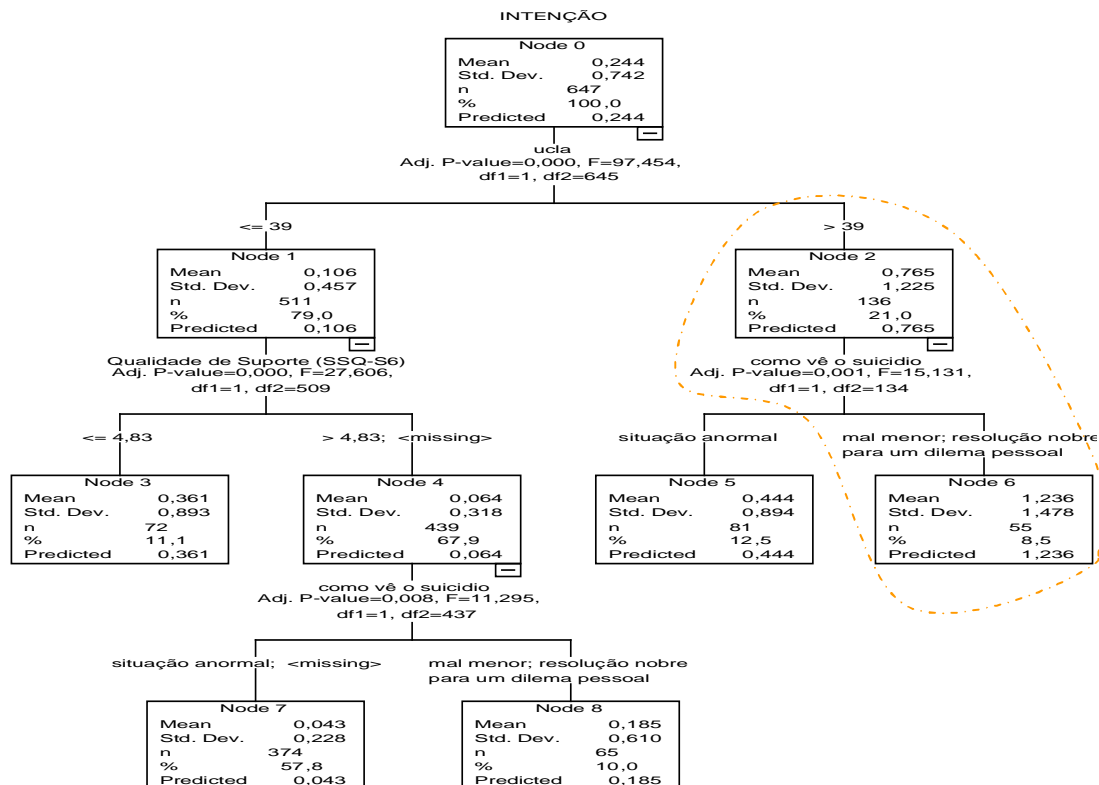 INTENÇÃO
Node 0
Mean 0,244
Std. Dev. 0,742
n 647
% 100,0
Predicted 0,244
ucla
Adj. P-value=0,000, F=97,454,
df1=1, df2=645
<= 39
> 39
Node 1
Mean 0,106
Std. Dev. 0,457
n 511
% 79,0
Predicted 0,106
Node 2
Mean 0,765
Std. Dev. 1,225
n 136
% 21,0
Predicted 0,765
Qualidade de Suporte (SSQ-S6)
Adj. P-value=0,000, F=27,606,
df1=1, df2=509
como vê o suicidio
Adj. P-value=0,001, F=15,131,
df1=1, df2=134
<= 4,83
> 4,83; <missing>
situação anormal
mal menor; resolução nobre
para um dilema pessoal
Node 3
Mean 0,361
Std. Dev. 0,893
n 72
% 11,1
Predicted 0,361
Node 4
Mean 0,064
Std. Dev. 0,318
n 439
% 67,9
Predicted 0,064
Node 5
Mean 0,444
Std. Dev. 0,894
n 81
% 12,5
Predicted 0,444
Node 6
Mean 1,236
Std. Dev. 1,478
n 55
% 8,5
Predicted 1,236
como vê o suicidio
Adj. P-value=0,008, F=11,295,
df1=1, df2=437
situação anormal; <missing>
mal menor; resolução nobre
para um dilema pessoal
Node 7
Mean 0,043
Std. Dev. 0,228
n 374
% 57,8
Predicted 0,043
Node 8
Mean 0,185
Std. Dev. 0,610
n 65
% 10,0
Predicted 0,185